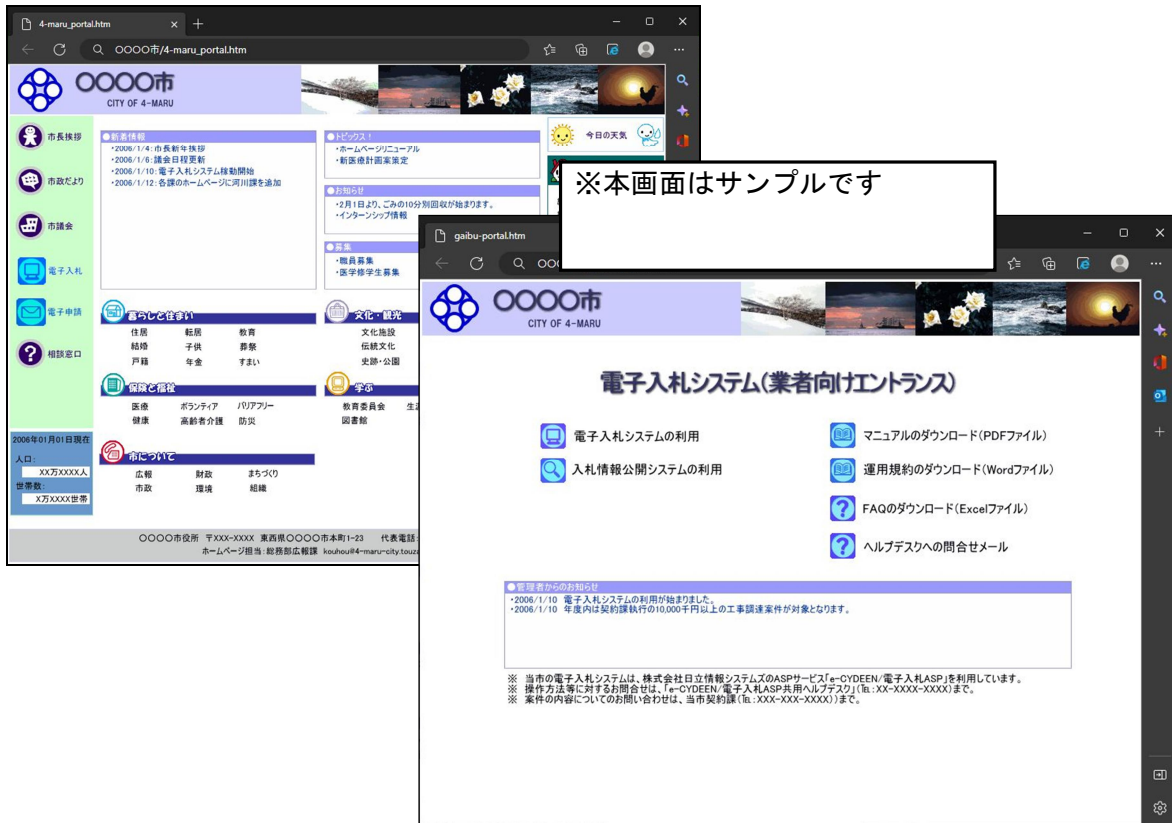 4-maru_portal.htm
〇〇〇〇市/4-maru_portal.htm
〇〇〇〇市
CITY OF 4-MARU
市長挨拶
市政だより
市議会
電子入札
電子申請
相談窓口
2006年01月01日現在
人口:
XX万XXXX人
世帯数:
X万XXXX世帯
●新着情報
・2006/1/4:市長新年挨拶
・2006/1/6:議会日程更新
・2006/1/10:電子入札システム稼動開始
・2006/1/12:各課のホームページに河川課を追加
●トピックス!
・ホームページリニューアル
・新医療計画案策定
●お知らせ
・2月1日より、ごみの10分別回収が始まります。
・インターンシップ情報
●募集
・職員募集
・医学修学生募集
今日の天気
暮らしと住まい
住居 転居 教育
結婚 子供 葬祭
戸籍 年金 すまい
文化・観光
文化施設
伝統文化
史跡・公園
保険と福祉
医療 ボランティア バリアフリー
健康 高齢者介護 防災
学ぶ
教育委員会
図書館
市について
広報 財政 まちづくり
市政 環境 組織
〇〇〇〇市役所 〒XXX-XXXX 東西県〇〇〇〇市本町1-23 代表電話:
ホームページ担当:総務部広報課 kouhou@4-maru-city.touza
※本画面はサンプルです
gaibu-portal.htm
〇〇〇〇市
CITY OF 4-MARU
電子入札システム(業者向けエントランス)
電子入札システムの利用
入札情報公開システムの利用
マニュアルのダウンロード(PDFファイル)
運用規約のダウンロード(Wordファイル)
FAQのダウンロード(Excelファイル)
ヘルプデスクへの問合せメール
●管理者からのお知らせ
・2006/1/10 電子入札システムの利用が始まりました。
・2006/1/10 年度内は契約課執行の10,000千円以上の工事調達案件が対象となります。
※ 当市の電子入札システムは、株式会社日立情報システムズのASPサービス「e-CYDEEN/電子入札ASP」を利用しています。
※ 操作方法等に対するお問合せは、「e-CYDEEN/電子入札ASP共用ヘルプデスク」(℡:XX-XXXX-XXXX)まで。
※ 案件の内容についてのお問い合わせは、当市契約課(℡:XXX-XXX-XXXX))まで。